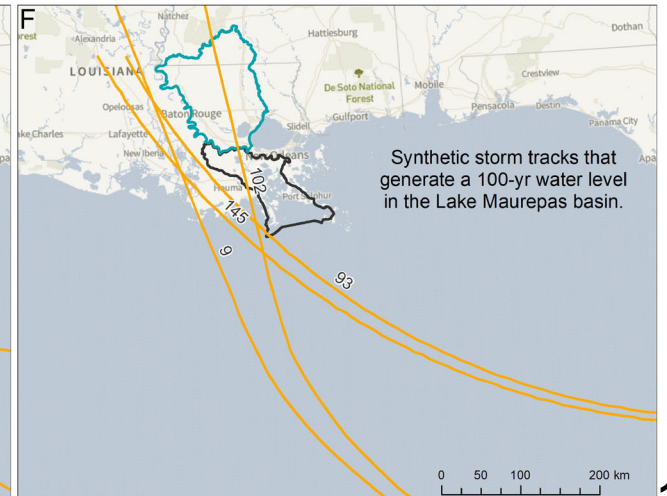 F
Natchez
Hattiesburg
Dothan
Alexandria
LOUISIANA
De Soto National
Forest
Crestview
Mobile
Opelousas
Baton Rouge
Pensacola
Destin
Gulfport
Panama City
Lafayette
Slidell
New Iberia
New Orleans
Houma
Port Sulphur
Synthetic storm tracks that
generate a 100-yr water level
in the Lake Maurepas basin.
102
145
9
93
0 50 100 200 km